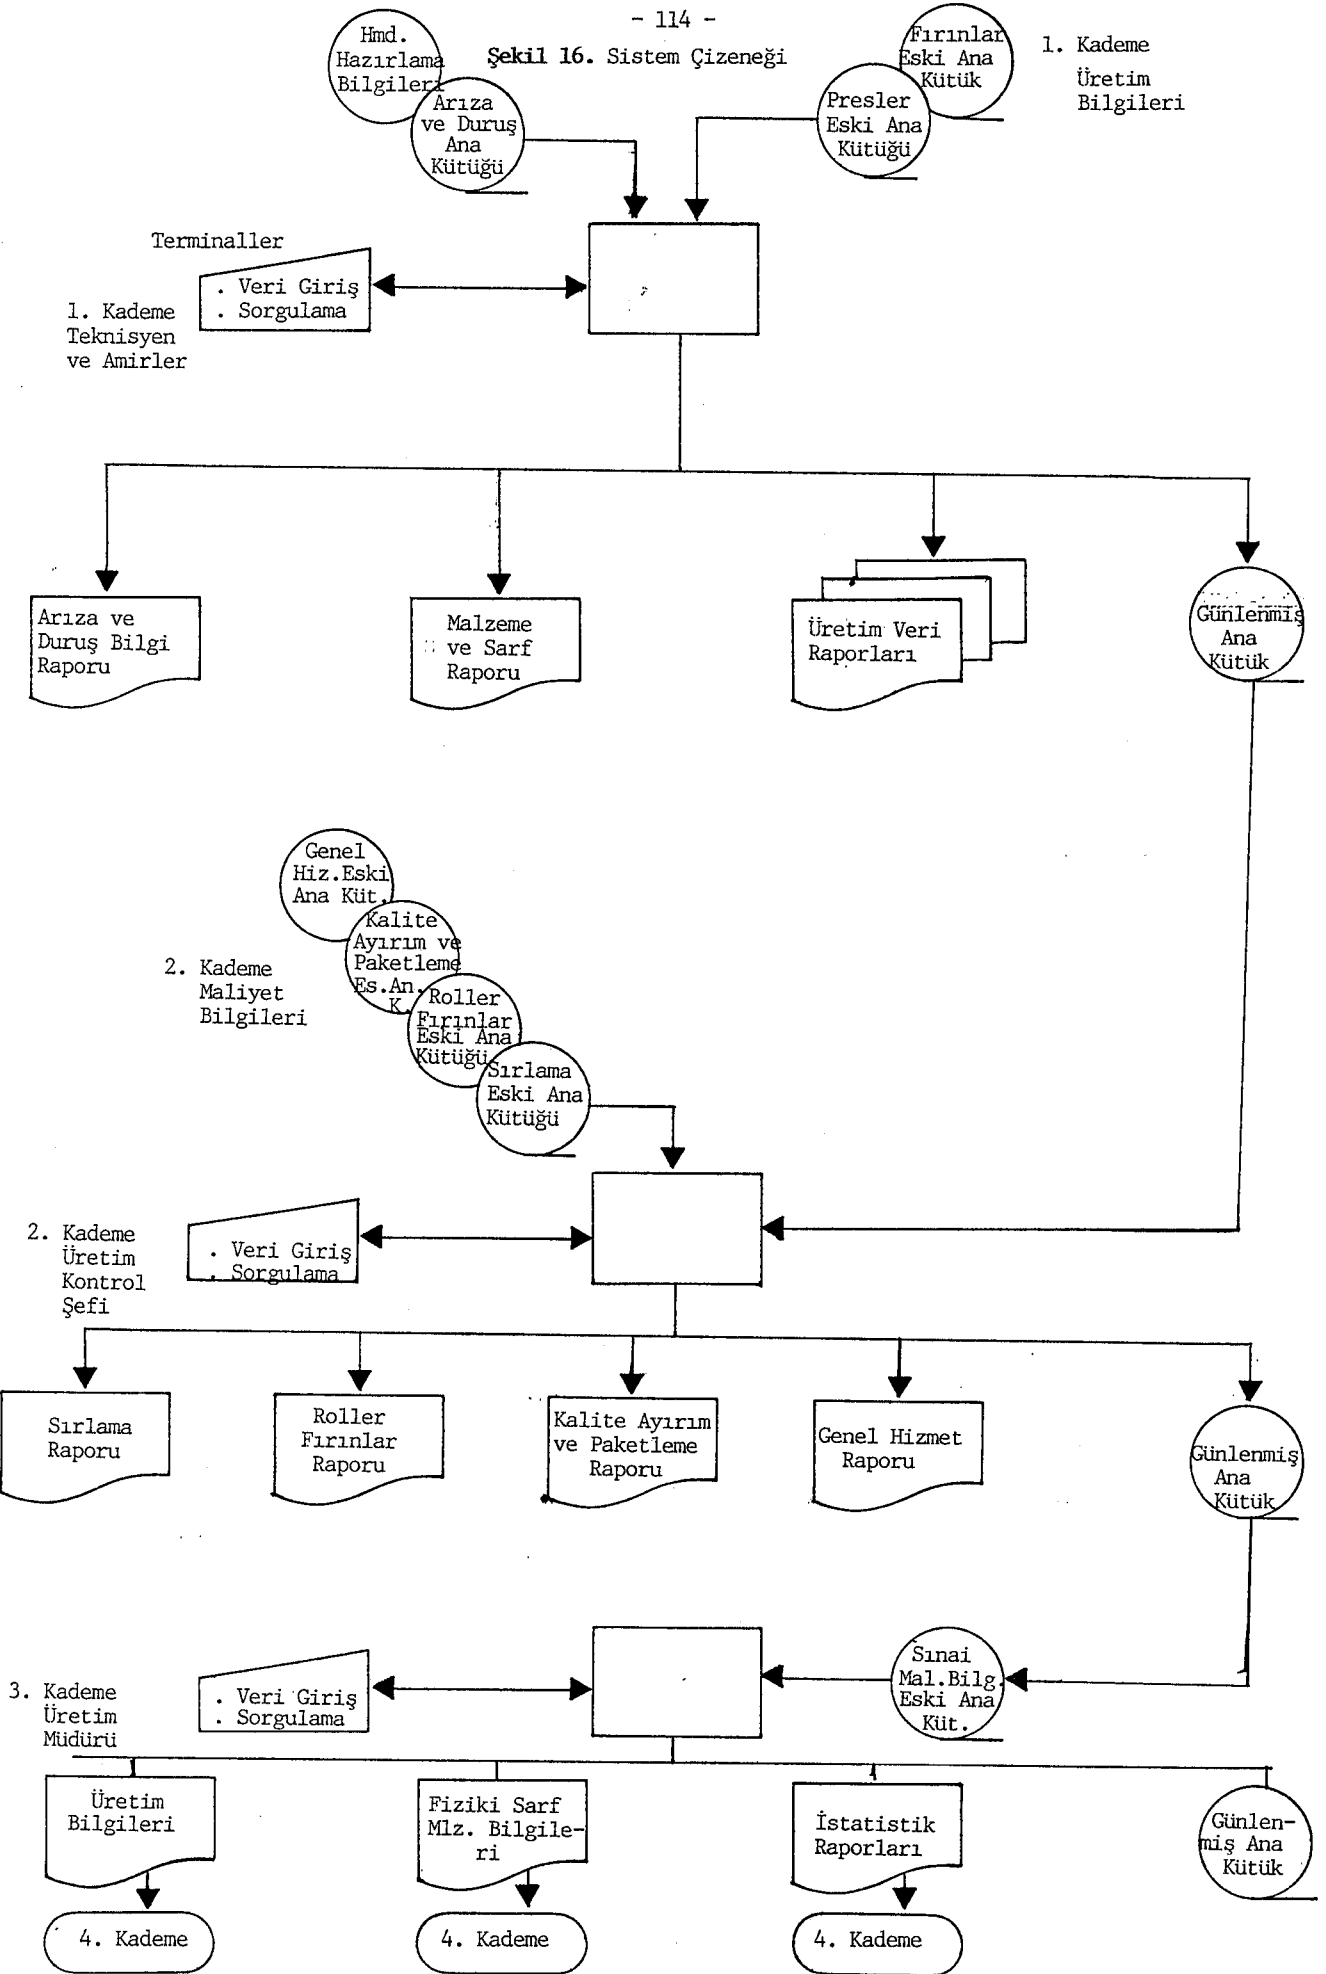 - 114 -
Şekil 16. Sistem Çizeneği
Hmd.
Hazırlama
Bilgileri
Arıza
ve Duruş
Ana
Kütüğü
Fırınlar
Eski Ana
Kütük
Presler
Eski Ana
Kütüğü
1. Kademe
Üretim
Bilgileri
Terminaller
. Veri Giriş
. Sorgulama
1. Kademe
Teknisyen
ve Amirler
Arıza ve
Duruş Bilgi
Raporu
Malzeme
ve Sarf
Raporu
Üretim Veri
Raporları
Günlenmiş
Ana
Kütük
Genel
Hiz.Eski
Ana Küt.
Kalite
Ayırım ve
Paketleme
Es.An.
K.
Roller
Fırınlar
Eski Ana
Kütüğü
Sırlama
Eski Ana
Kütüğü
2. Kademe
Maliyet
Bilgileri
2. Kademe
Üretim
Kontrol
Şefi
. Veri Giriş
. Sorgulama
Sırlama
Raporu
Roller
Fırınlar
Raporu
Kalite Ayırım
ve Paketleme
Raporu
Genel Hizmet
Raporu
Günlenmiş
Ana
Kütük
3. Kademe
Üretim
Müdürü
. Veri Giriş
. Sorgulama
Sınai
Mal.Bilg.
Eski Ana
Küt.
Üretim
Bilgileri
Fiziki Sarf
Mlz. Bilgile-
ri
İstatistik
Raporları
Günlen-
miş Ana
Kütük
4. Kademe
4. Kademe
4. Kademe